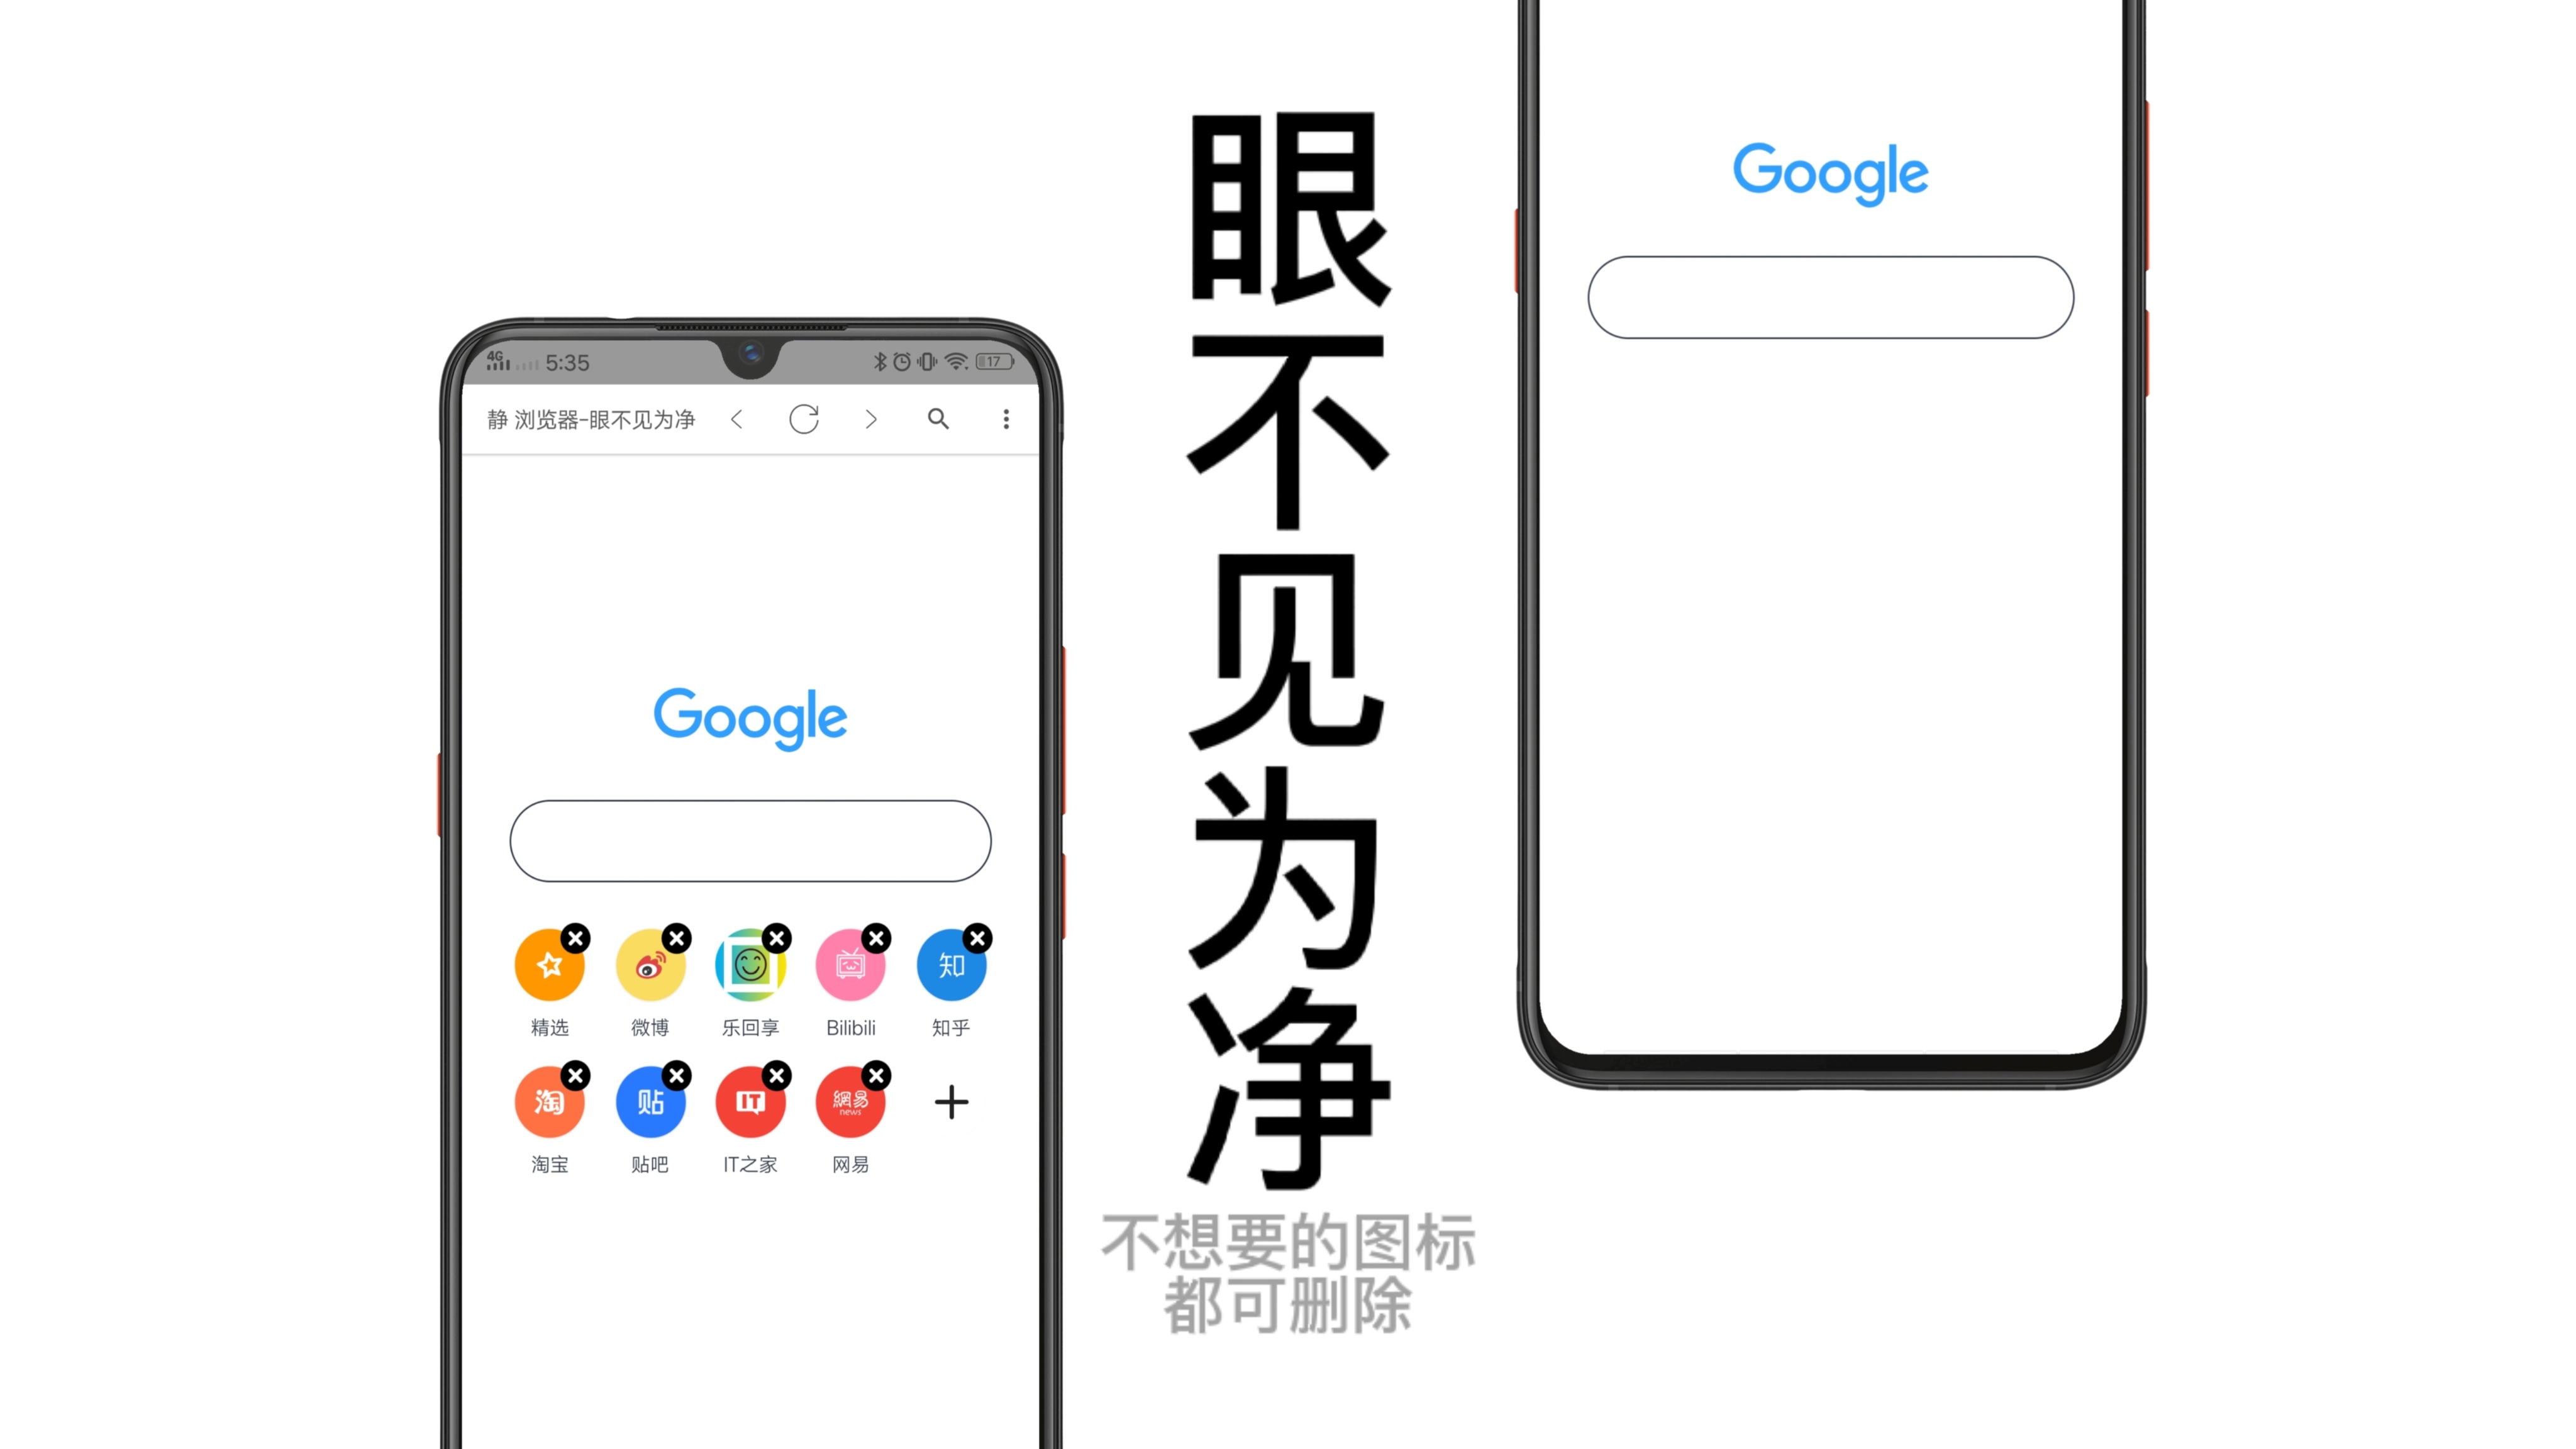 4G 5:35 17
静 浏览器-眼不见为净
Google
精选 微博 乐回享 Bilibili 知乎
知
淘 贴 IT 網易 news
淘宝 贴吧 IT之家 网易
眼不见为净
不想要的图标
都可删除
Google